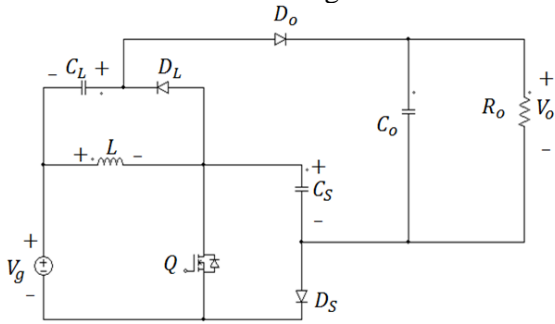 D_o
− C_L + D_L
+ L −
+ C_S −
C_o
R_o
+ V_o −
+ V_g −
Q
D_S